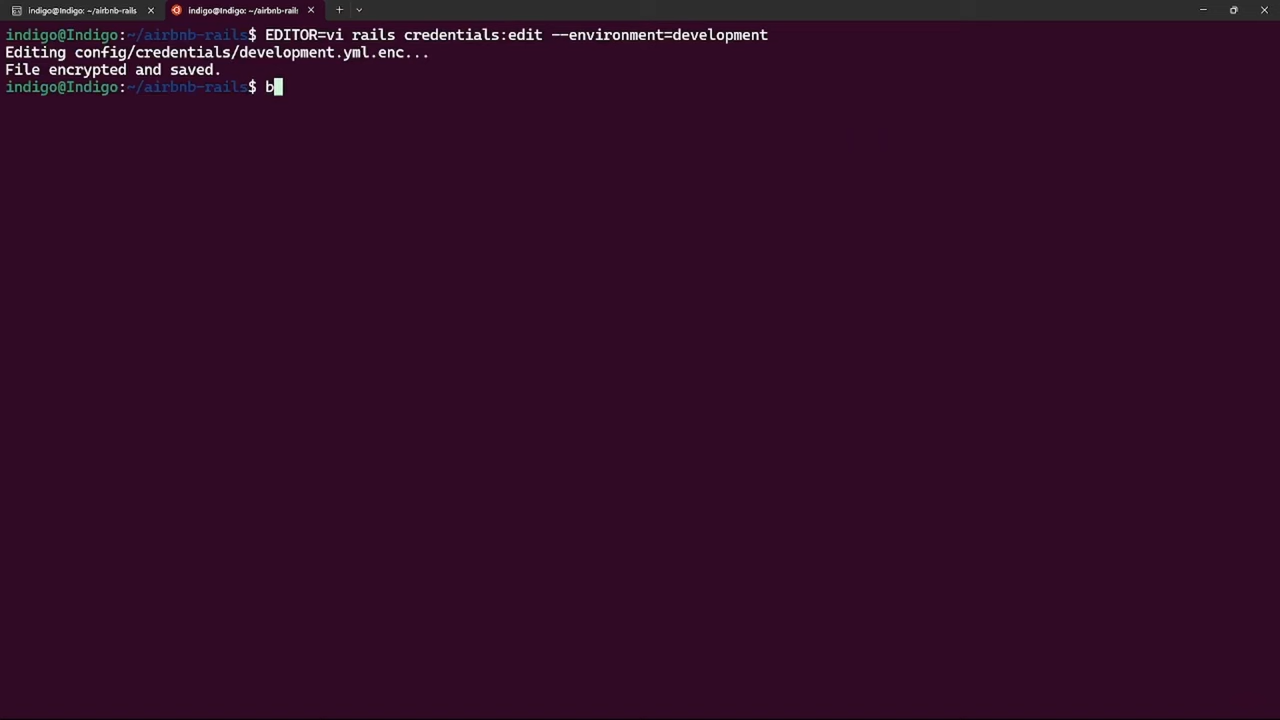 indigo@Indigo: ~/airbnb-rails
indigo@Indigo: ~/airbnb-rails
indigo@Indigo:~/airbnb-rails$ EDITOR=vi rails credentials:edit --environment=development
Editing config/credentials/development.yml.enc...
File encrypted and saved.
indigo@Indigo:~/airbnb-rails$ b